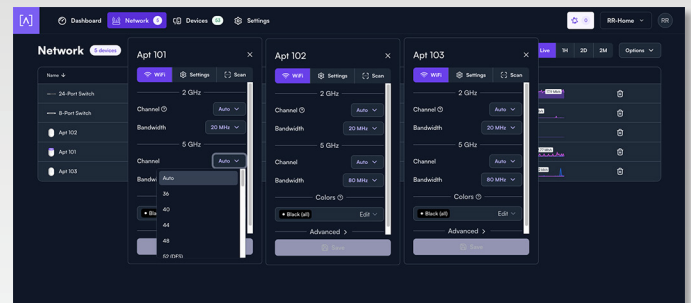 [A] Dashboard Network 5 Devices 53 Settings RR-Home RR
Network 5 devices
Live 1H 2D 2M Options
Name
24-Port Switch
8-Port Switch
Apt 102
Apt 101
Apt 103
Apt 101
WiFi Settings Scan
2 GHz
Channel Auto
Bandwidth 20 MHz
5 GHz
Channel Auto
Auto
36
40
44
48
52 (DFS)
Apt 102
WiFi Settings Scan
2 GHz
Channel Auto
Bandwidth 20 MHz
5 GHz
Channel Auto
Bandwidth 80 MHz
Colors
Black (all) Edit
Advanced >
Save
Apt 103
WiFi Settings Scan
2 GHz
Channel Auto
Bandwidth 20 MHz
5 GHz
Channel Auto
Bandwidth 80 MHz
Colors
Black (all) Edit
Advanced >
Save